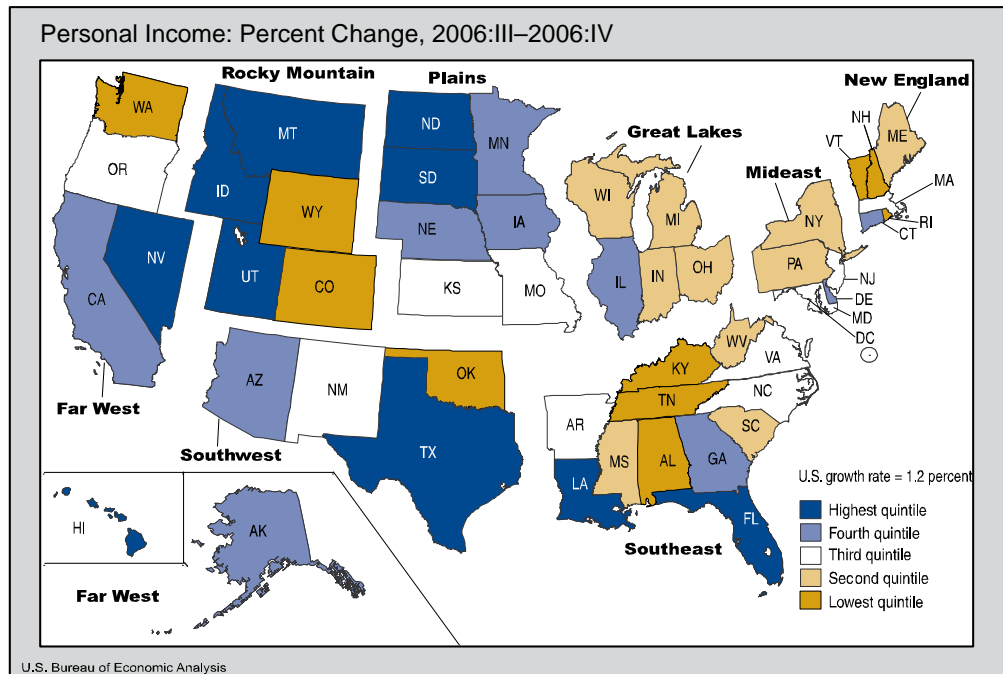 Personal Income: Percent Change, 2006:III–2006:IV
Rocky Mountain
Plains
New England
Great Lakes
Mideast
WA
OR
MT
ID
WY
NV
UT
CO
CA
ND
SD
MN
NE
IA
KS
MO
WI
MI
IL
IN
OH
NH
VT
ME
MA
NY
RI
CT
PA
NJ
DE
MD
DC
WV
VA
KY
NC
TN
SC
AR
MS
AL
GA
LA
FL
AZ
NM
OK
TX
Far West
Southwest
Southeast
HI
AK
Far West
U.S. growth rate = 1.2 percent
Highest quintile
Fourth quintile
Third quintile
Second quintile
Lowest quintile
U.S. Bureau of Economic Analysis